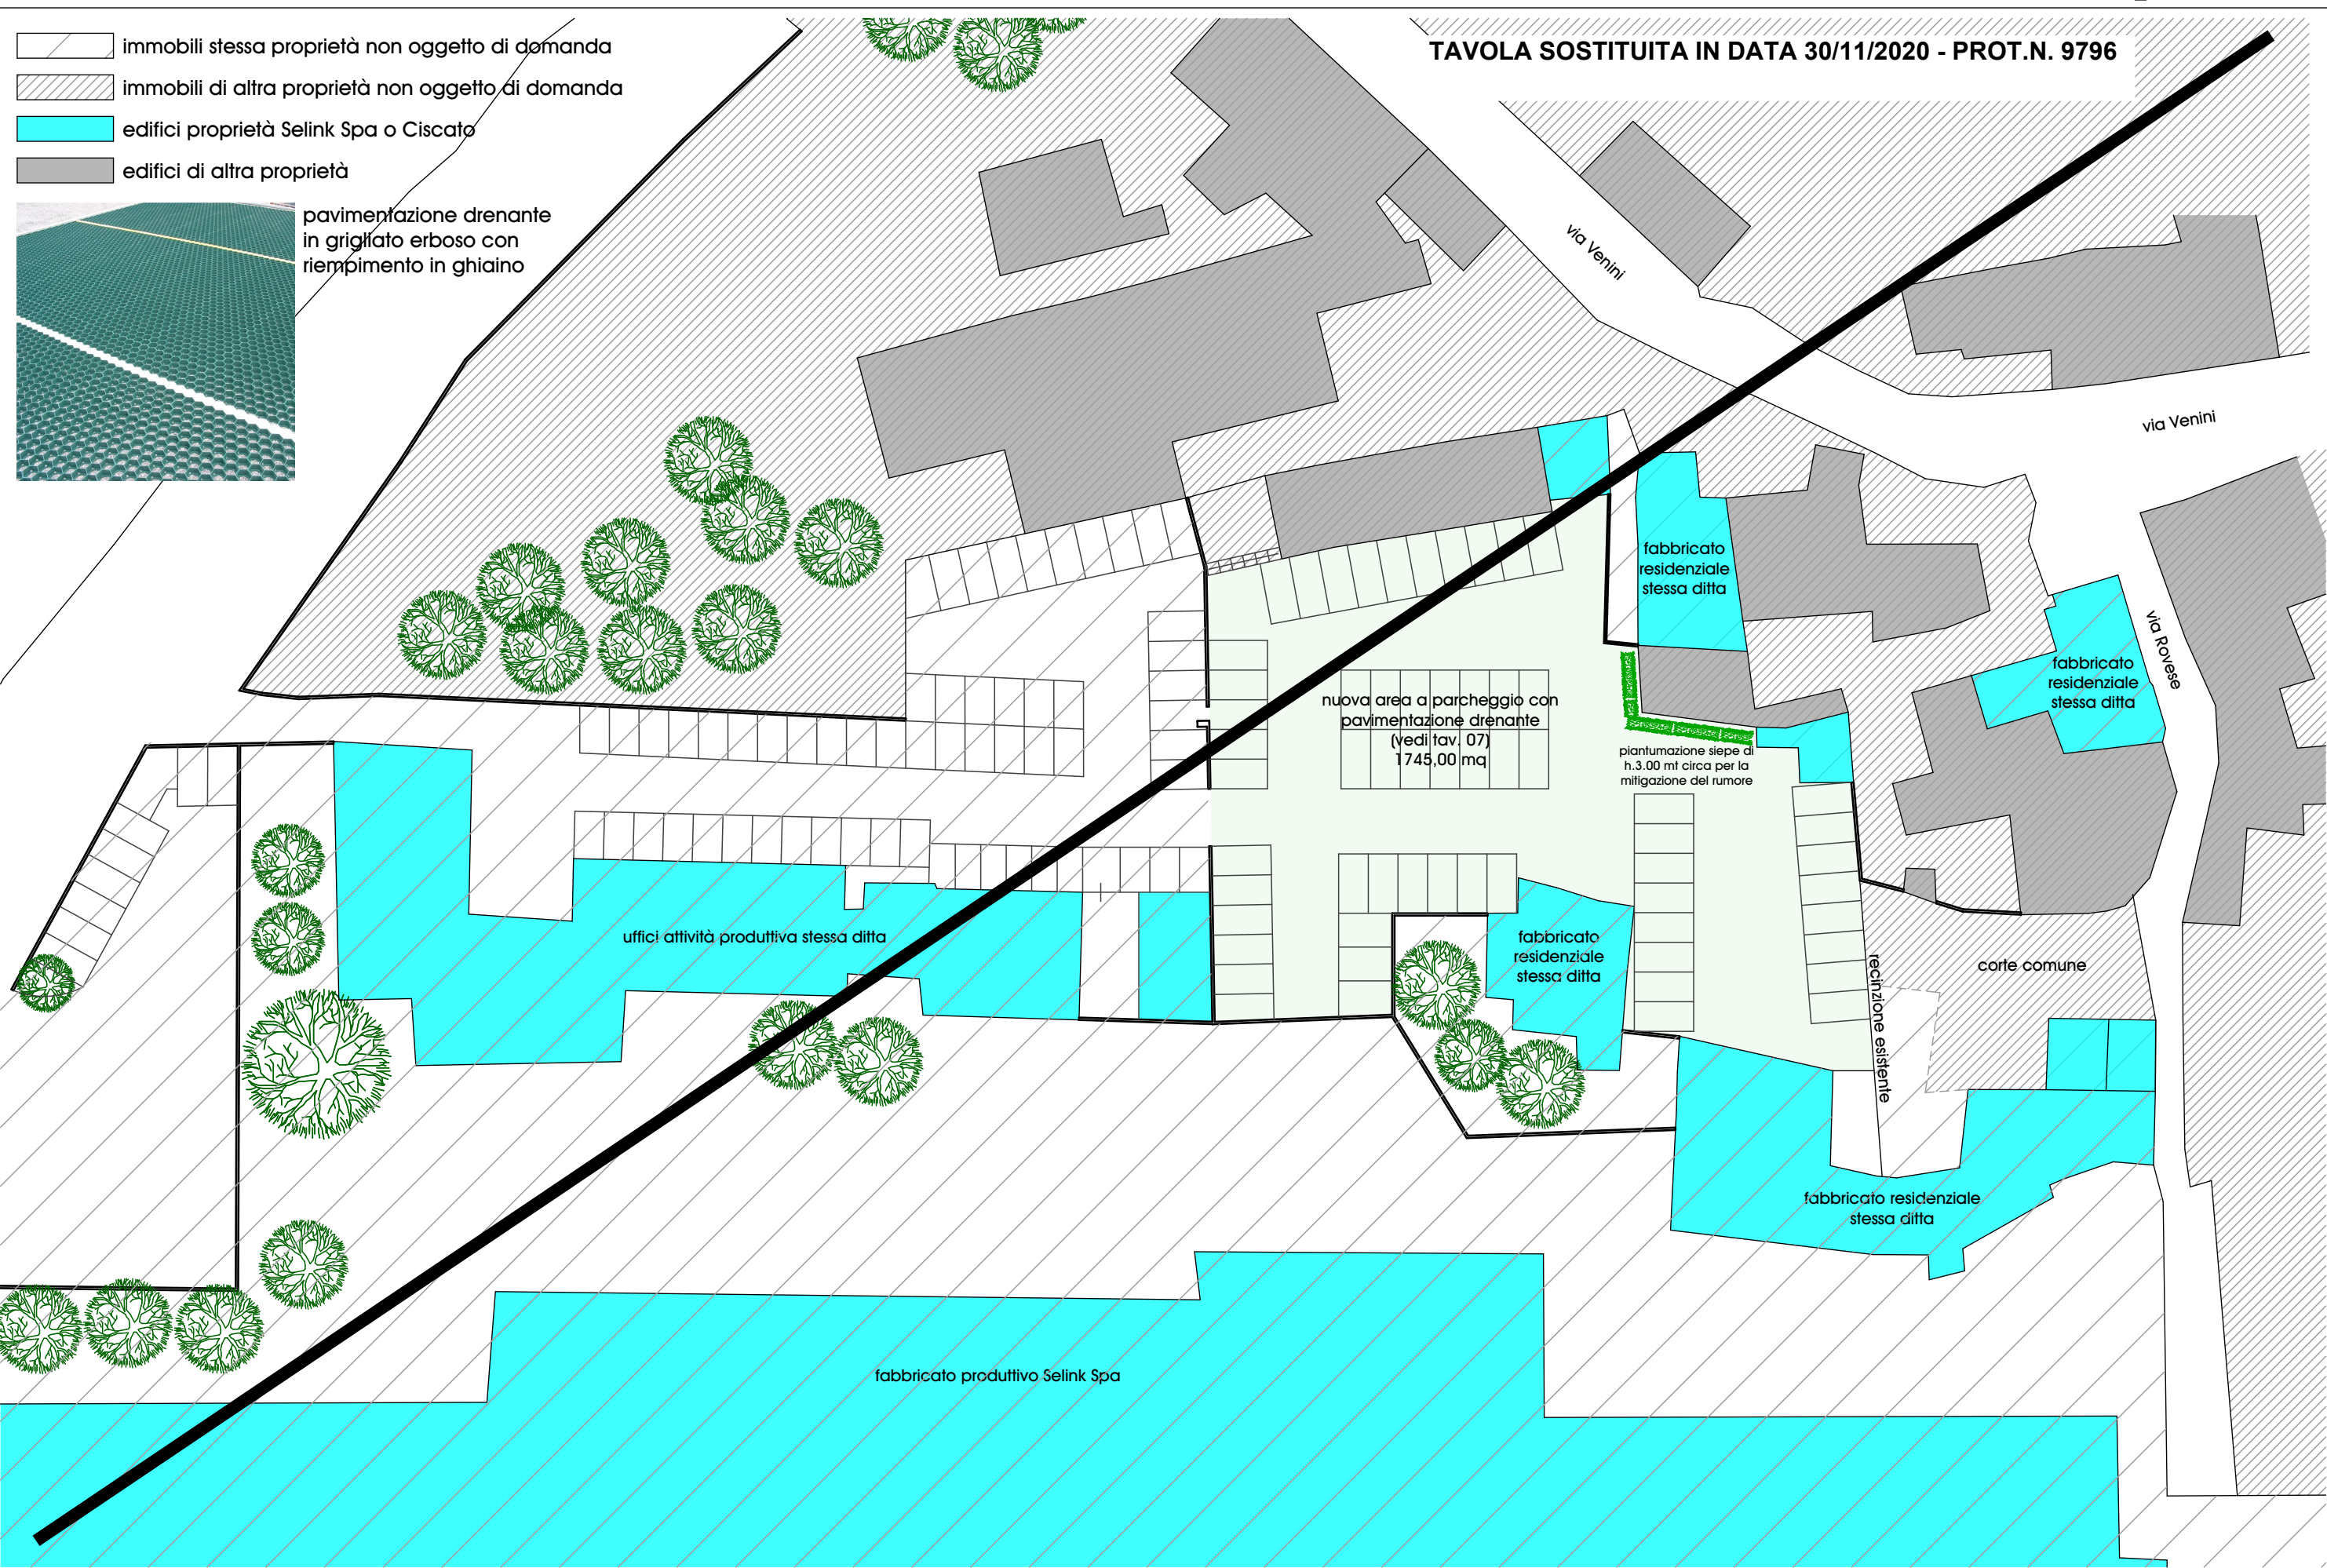 TAVOLA SOSTITUITA IN DATA 30/11/2020 - PROT.N. 9796
immobili stessa proprietà non oggetto di domanda
immobili di altra proprietà non oggetto di domanda
edifici proprietà Selink Spa o Ciscato
edifici di altra proprietà
pavimentazione drenante
in grigliato erboso con
riempimento in ghiaino
via Venini
via Venini
fabbricato
residenziale
stessa ditta
via Rovese
fabbricato
residenziale
stessa ditta
nuova area a parcheggio con
pavimentazione drenante
(vedi tav. 07)
1745,00 mq
piantumazione siepe di
h.3.00 mt circa per la
mitigazione del rumore
uffici attività produttiva stessa ditta
fabbricato
residenziale
stessa ditta
recinzione esistente
corte comune
fabbricato residenziale
stessa ditta
fabbricato produttivo Selink Spa